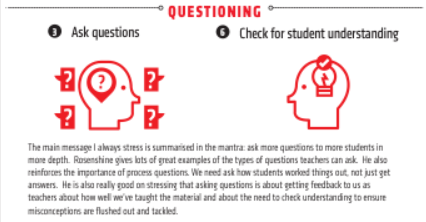 QUESTIONING
3 Ask questions
6 Check for student understanding
?
? ?
? ?
The main message I always stress is summarised in the mantra: ask more questions to more students in
more depth. Rosenshine gives lots of great examples of the types of questions teachers can ask. He also
reinforces the importance of process questions. We need ask how students worked things out, not just get
answers. He is also really good on stressing that asking questions is about getting feedback to us as
teachers about how well we've taught the material and about the need to check understanding to ensure
misconceptions are flushed out and tackled.